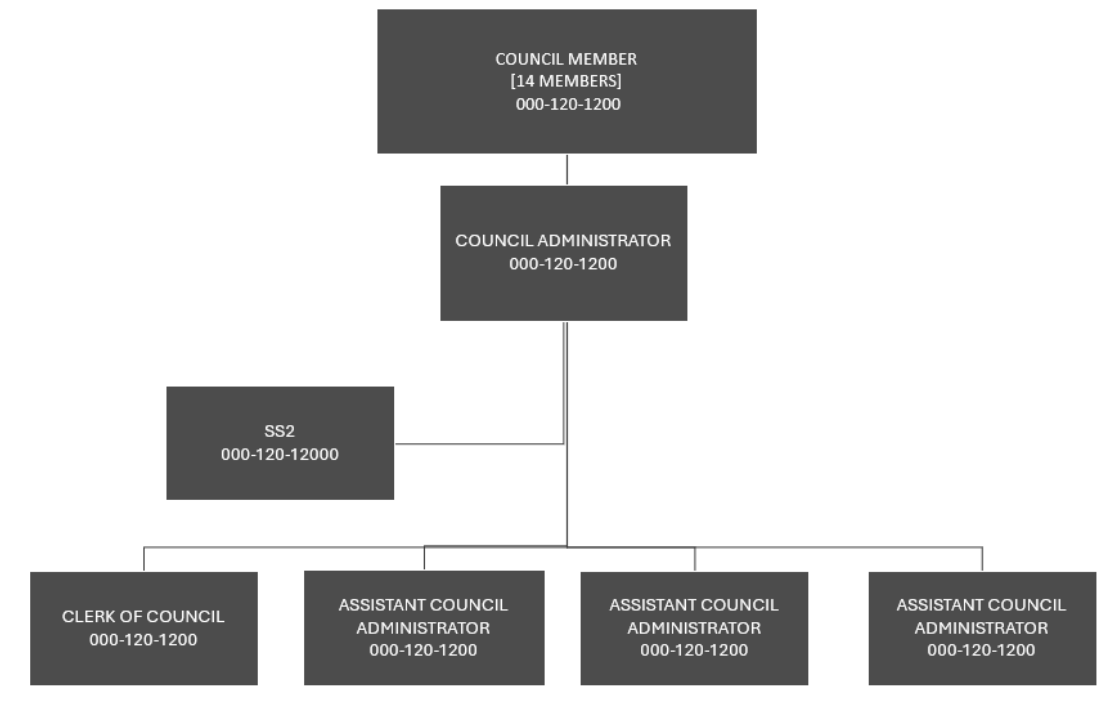 COUNCIL MEMBER
[14 MEMBERS]
000-120-1200
COUNCIL ADMINISTRATOR
000-120-1200
SS2
000-120-12000
CLERK OF COUNCIL
000-120-1200
ASSISTANT COUNCIL
ADMINISTRATOR
000-120-1200
ASSISTANT COUNCIL
ADMINISTRATOR
000-120-1200
ASSISTANT COUNCIL
ADMINISTRATOR
000-120-1200